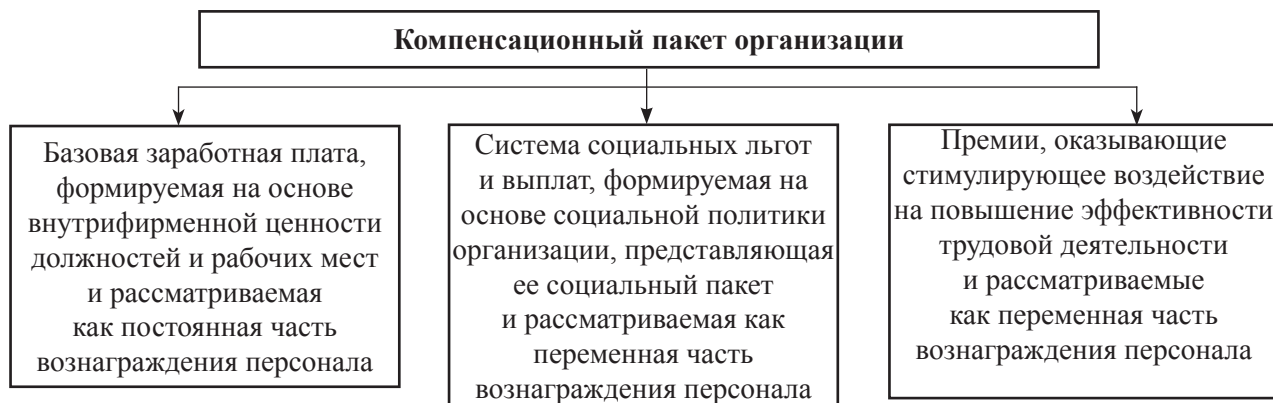 Компенсационный пакет организации
Базовая заработная плата,
формируемая на основе
внутрифирменной ценности
должностей и рабочих мест
и рассматриваемая
как постоянная часть
вознаграждения персонала
Система социальных льгот
и выплат, формируемая на
основе социальной политики
организации, представляющая
ее социальный пакет
и рассматриваемая как
переменная часть
вознаграждения персонала
Премии, оказывающие
стимулирующее воздействие
на повышение эффективности
трудовой деятельности
и рассматриваемые
как переменная часть
вознаграждения персонала